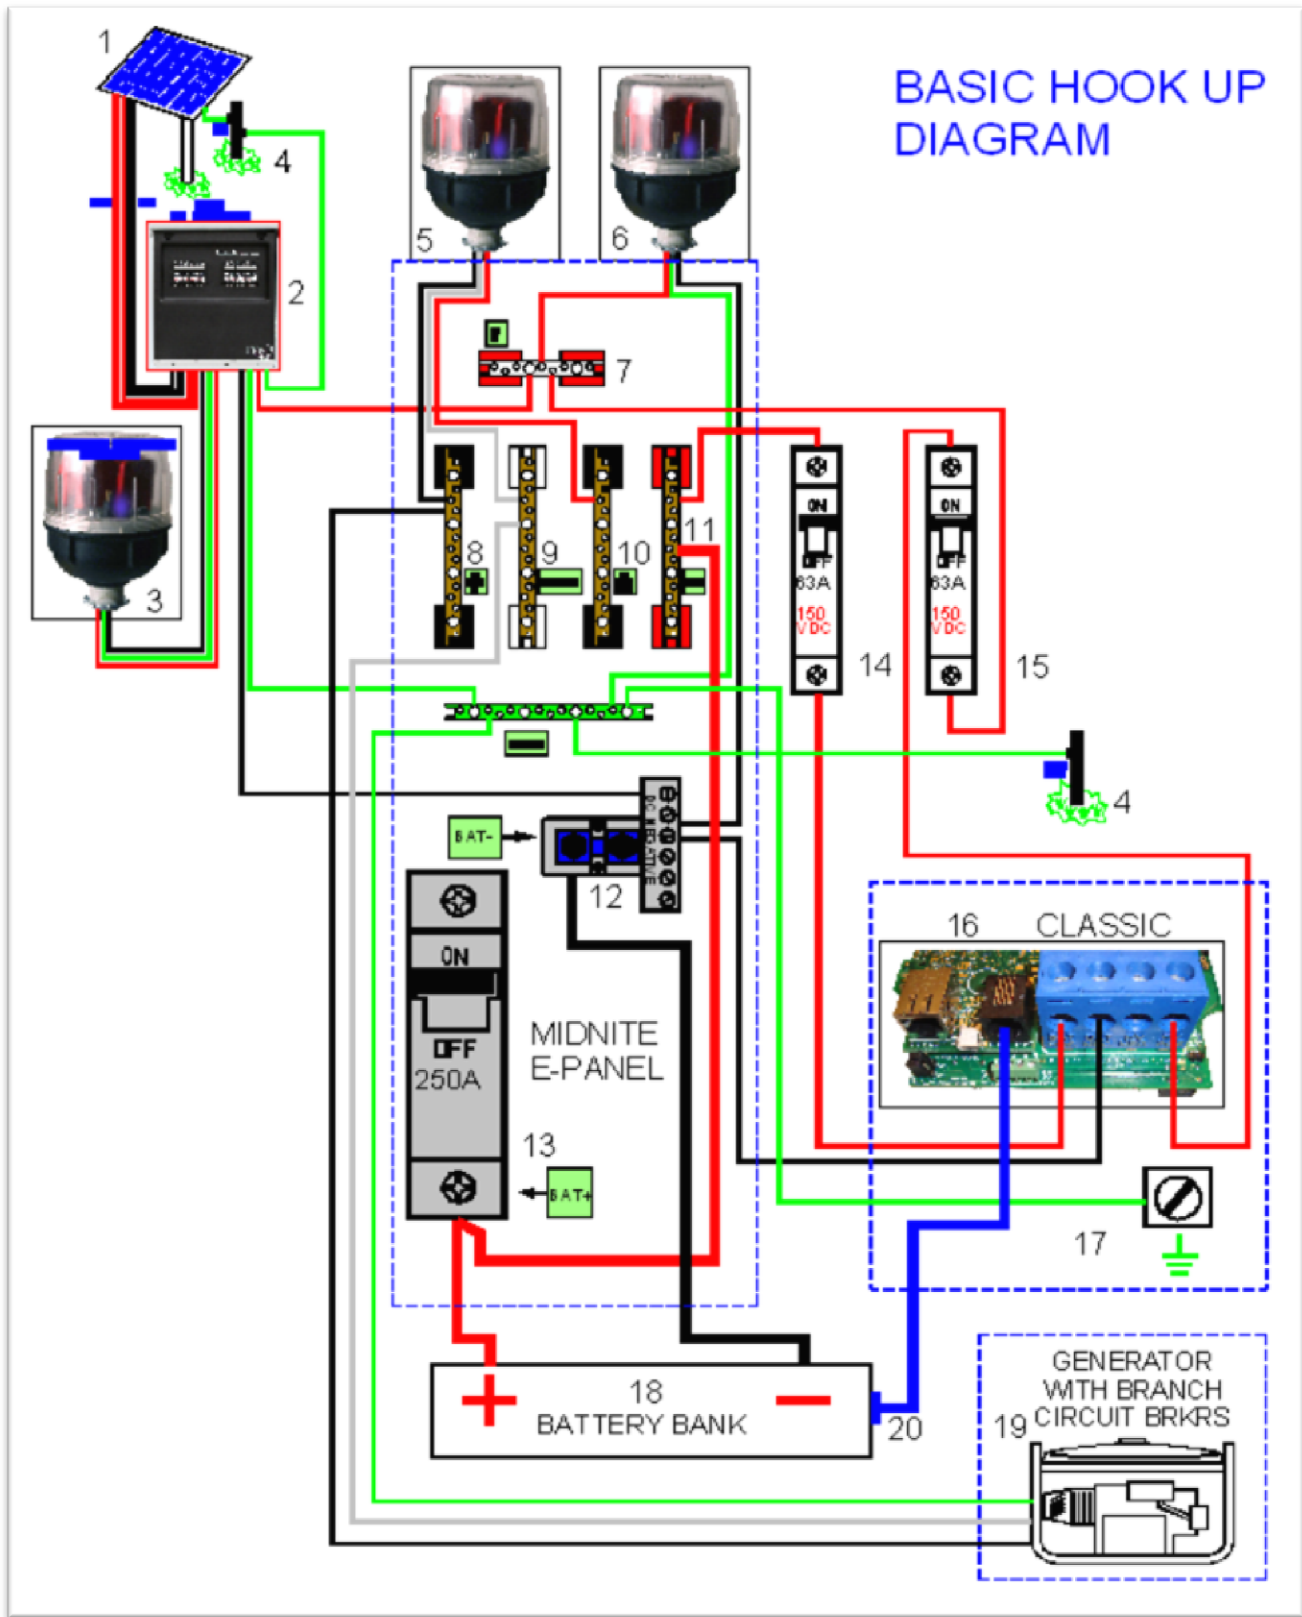 BASIC HOOK UP
DIAGRAM
1
4
2
3
5
6
7
8
9
10
11
ON
OFF
63A
150
VDC
14
ON
OFF
63A
150
VDC
15
4
BAT-
DC NEGATIVE
12
ON
OFF
250A
MIDNITE
E-PANEL
13
BAT+
16
CLASSIC
17
18
BATTERY BANK
20
GENERATOR
WITH BRANCH
CIRCUIT BRKRS
19